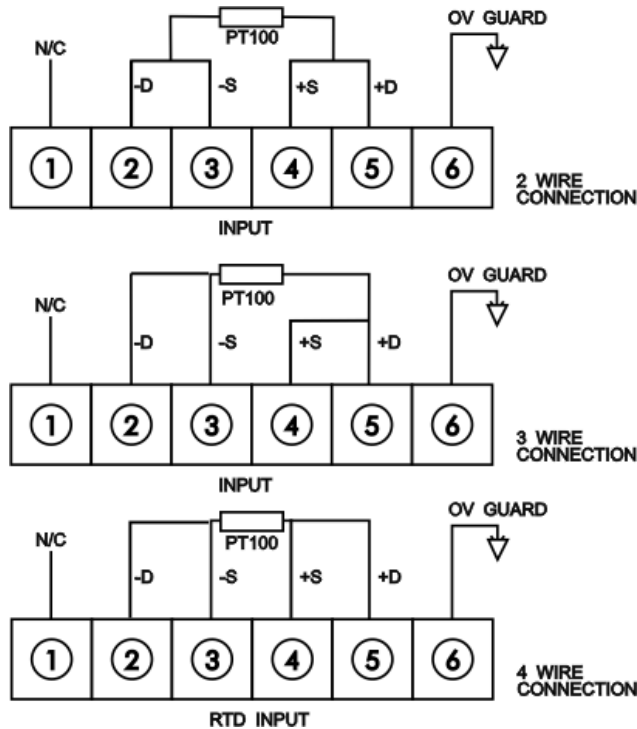 OV GUARD
PT100
N/C
-D
-S
+S
+D
1
2
3
4
5
6
2 WIRE
CONNECTION
INPUT
OV GUARD
N/C
PT100
-D
-S
+S
+D
1
2
3
4
5
6
3 WIRE
CONNECTION
INPUT
OV GUARD
N/C
PT100
-D
-S
+S
+D
1
2
3
4
5
6
4 WIRE
CONNECTION
RTD INPUT